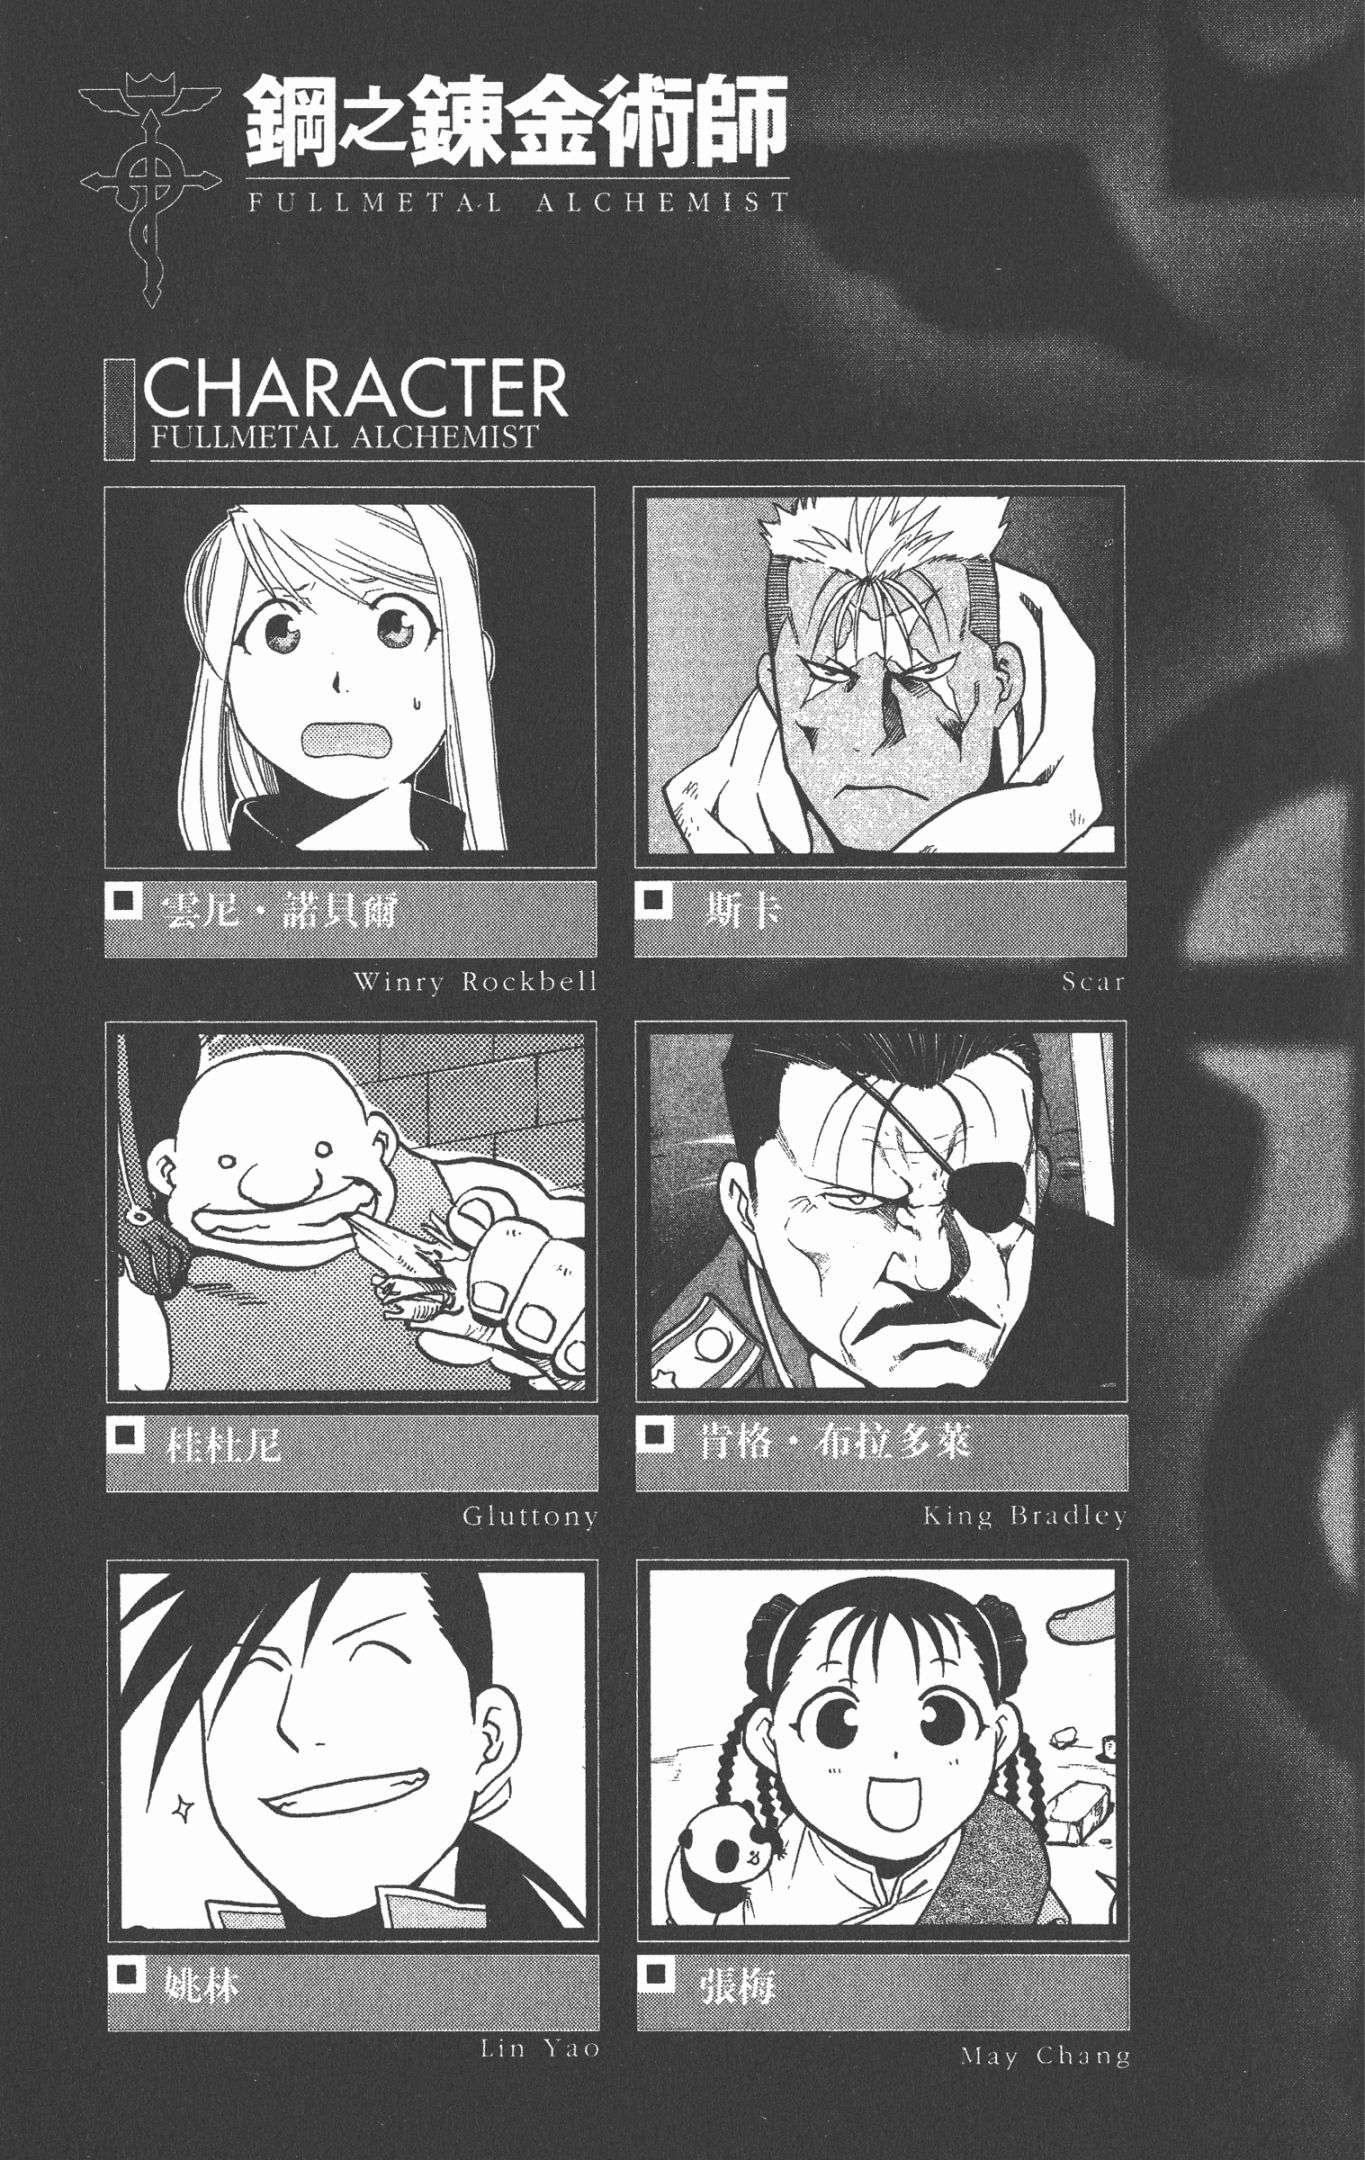 鋼之鍊金術師
FULLMETAL ALCHEMIST
CHARACTER
FULLMETAL ALCHEMIST
雲尼・諾貝爾
Winry Rockbell
斯卡
Scar
桂杜尼
Gluttony
肯格・布拉多萊
King Bradley
姚林
Lin Yao
張梅
May Chang